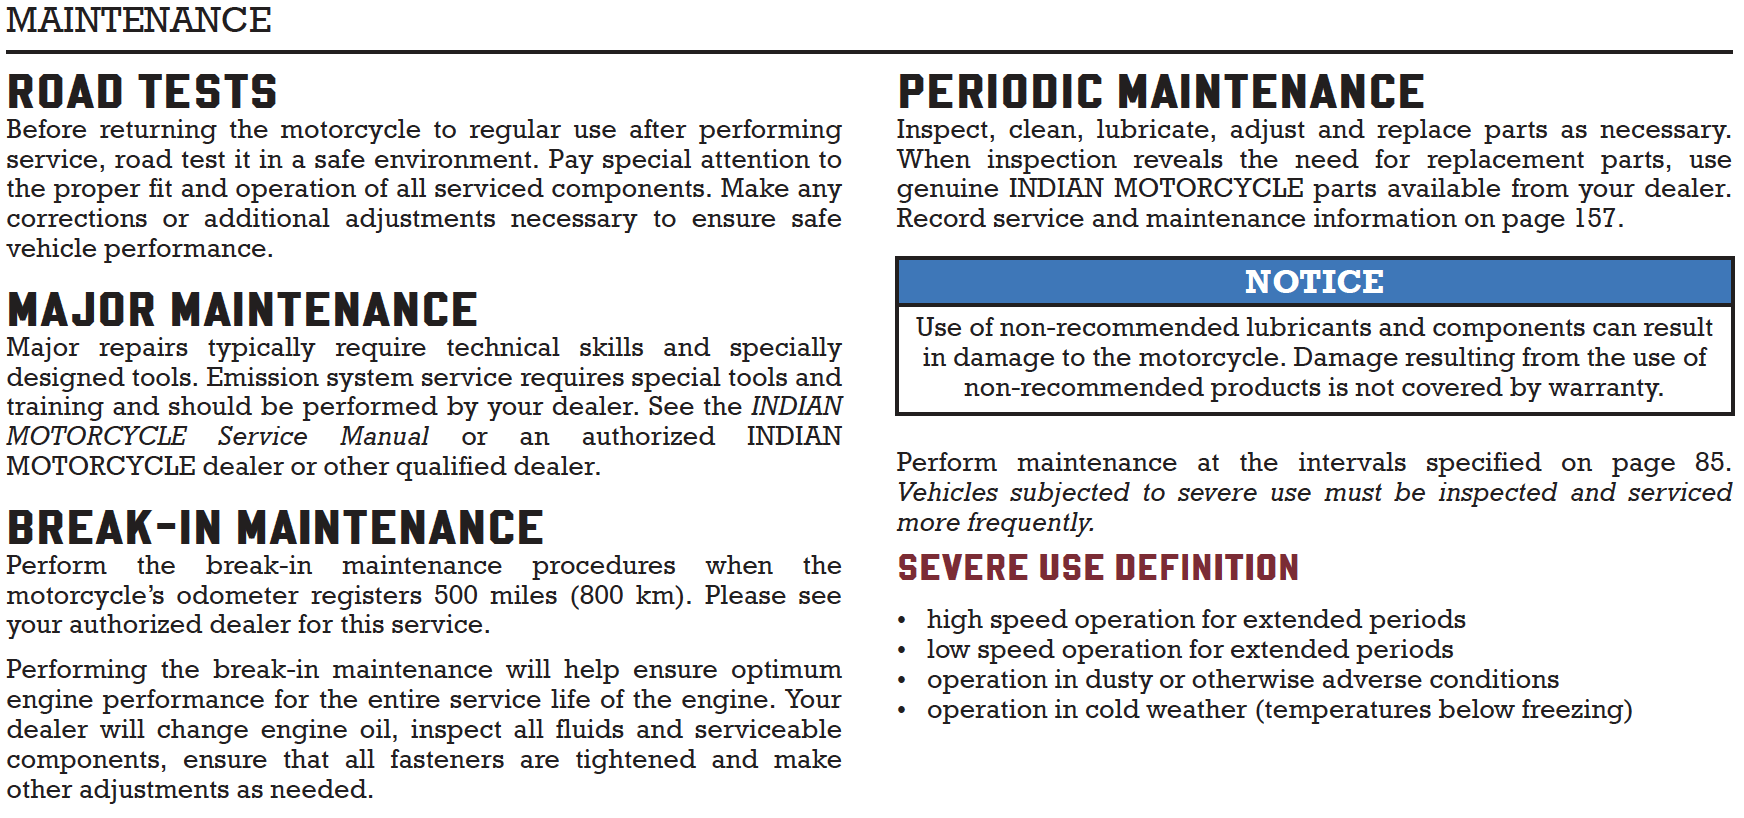 MAINTENANCE
ROAD TESTS
Before returning the motorcycle to regular use after performing
service, road test it in a safe environment. Pay special attention to
the proper fit and operation of all serviced components. Make any
corrections or additional adjustments necessary to ensure safe
vehicle performance.
MAJOR MAINTENANCE
Major repairs typically require technical skills and specially
designed tools. Emission system service requires special tools and
training and should be performed by your dealer. See the INDIAN
MOTORCYCLE Service Manual or an authorized INDIAN
MOTORCYCLE dealer or other qualified dealer.
BREAK-IN MAINTENANCE
Perform the break-in maintenance procedures when the
motorcycle's odometer registers 500 miles (800 km). Please see
your authorized dealer for this service.
Performing the break-in maintenance will help ensure optimum
engine performance for the entire service life of the engine. Your
dealer will change engine oil, inspect all fluids and serviceable
components, ensure that all fasteners are tightened and make
other adjustments as needed.
PERIODIC MAINTENANCE
Inspect, clean, lubricate, adjust and replace parts as necessary.
When inspection reveals the need for replacement parts, use
genuine INDIAN MOTORCYCLE parts available from your dealer.
Record service and maintenance information on page 157.
NOTICE
Use of non-recommended lubricants and components can result
in damage to the motorcycle. Damage resulting from the use of
non-recommended products is not covered by warranty.
Perform maintenance at the intervals specified on page 85.
Vehicles subjected to severe use must be inspected and serviced
more frequently.
SEVERE USE DEFINITION
• high speed operation for extended periods
• low speed operation for extended periods
• operation in dusty or otherwise adverse conditions
• operation in cold weather (temperatures below freezing)